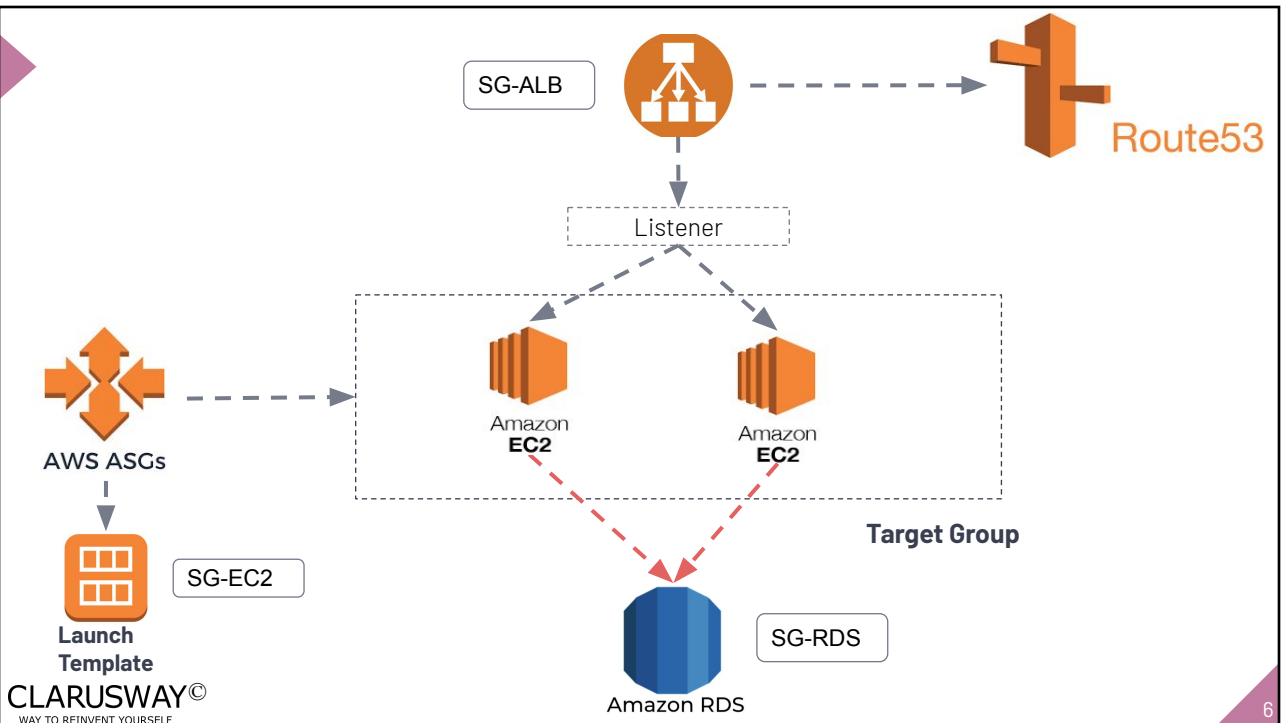 SG-ALB
Route53
Listener
Amazon
EC2
Amazon
EC2
AWS ASGs
Target Group
SG-EC2
Launch
Template
SG-RDS
Amazon RDS
CLARUSWAY©
WAY TO REINVENT YOURSELF
6